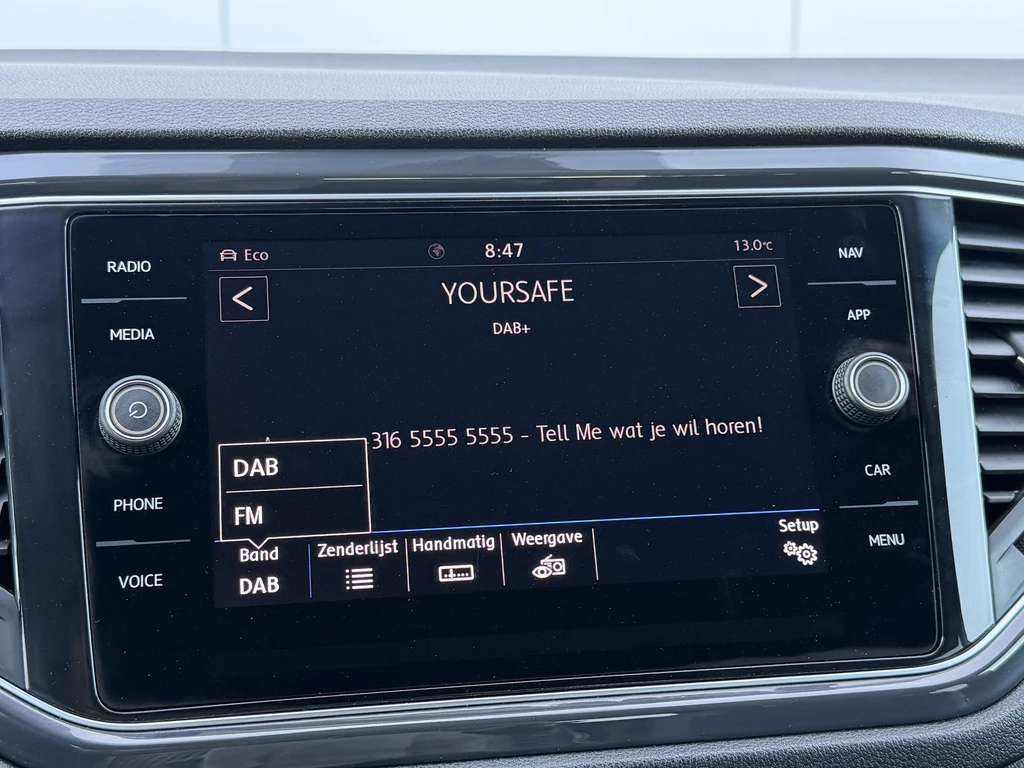 RADIO
MEDIA
PHONE
VOICE
Eco
8:47
13.0°C
<
YOURSAFE
>
DAB+
316 5555 5555 - Tell Me wat je wil horen!
DAB
FM
Band
DAB
Zenderlijst
Handmatig
Weergave
Setup
NAV
APP
CAR
MENU